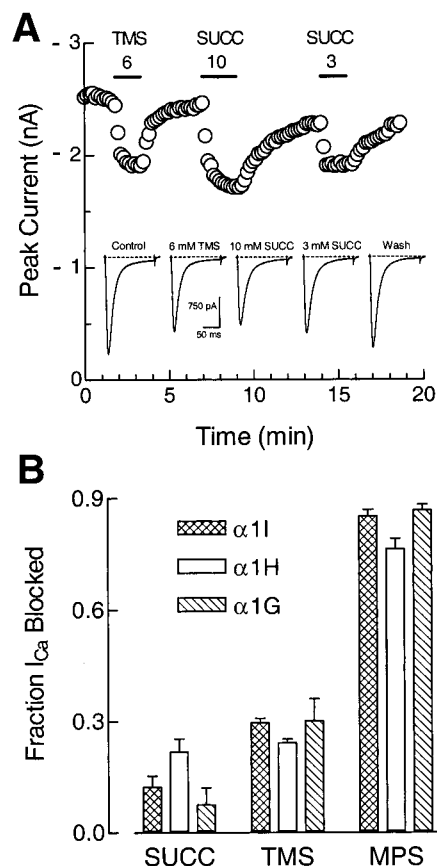 A
TMS
6
SUCC
10
SUCC
3
- 3
- 2
- 1
0
Peak Current (nA)
Control
6 mM TMS
10 mM SUCC
3 mM SUCC
Wash
750 pA
50 ms
0
5
10
15
20
Time (min)
B
0.9
0.6
0.3
0.0
Fraction ICa Blocked
α1I
α1H
α1G
SUCC
TMS
MPS